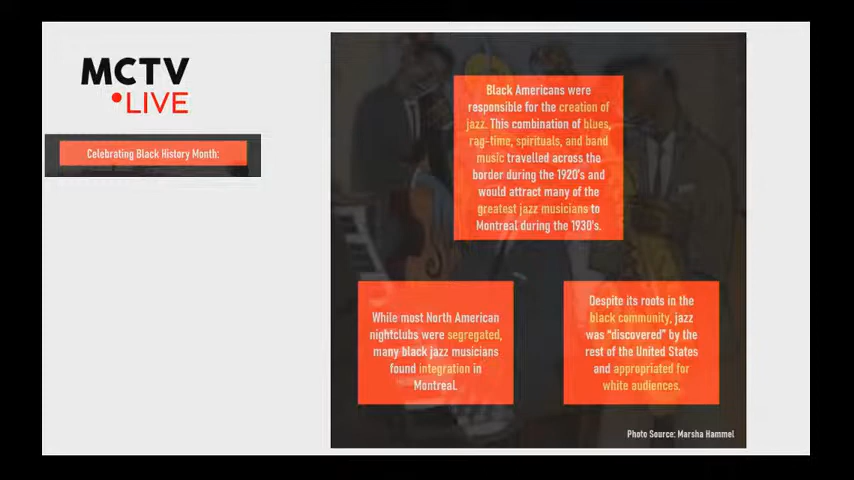 MCTV
LIVE
Celebrating Black History Month:
Black Americans were
responsible for the creation of
jazz. This combination of blues,
rag-time, spirituals, and band
music travelled across the
border during the 1920's and
would attract many of the
greatest jazz musicians to
Montreal during the 1930's.
While most North American
nightclubs were segregated,
many black jazz musicians
found integration in
Montreal.
Despite its roots in the
black community, jazz
was "discovered" by the
rest of the United States
and appropriated for
white audiences.
Photo Source: Marsha Hammel